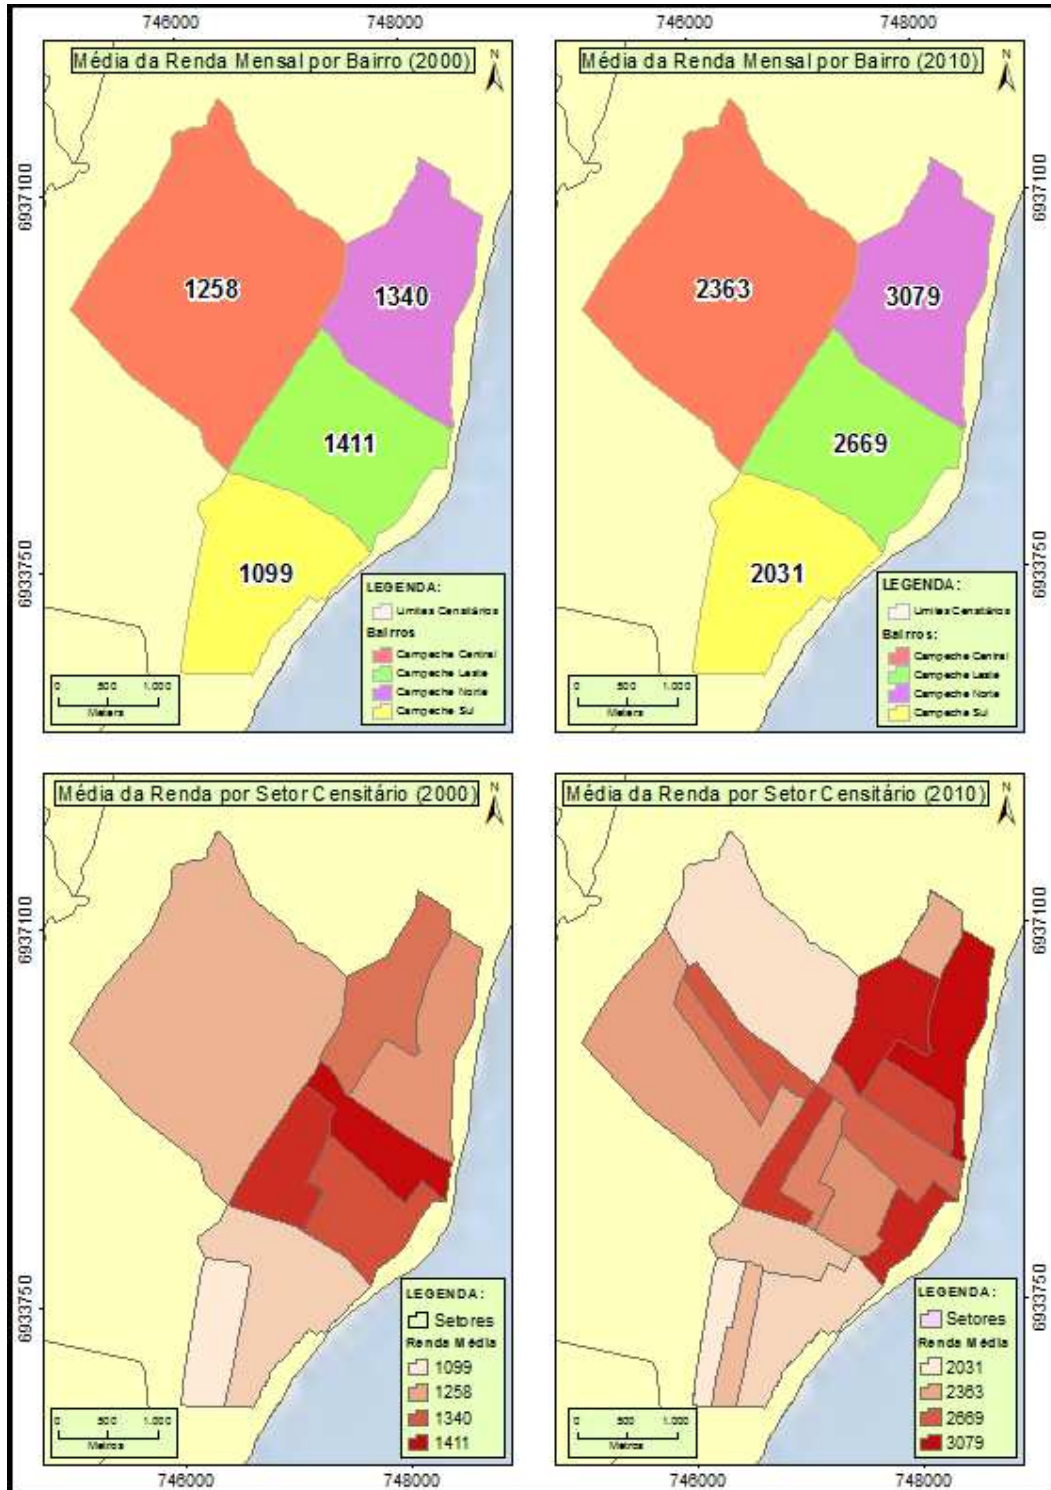 746000 748000 746000 748000
Média da Renda Mensal por Bairro (2000)
N
Média da Renda Mensal por Bairro (2010)
N
6937100
6937100
1258
1340
2363
3079
1411
2669
1099
2031
6933750
6933750
LEGENDA:
Limites Censitários
Bairros
Campeche Central
Campeche Leste
Campeche Norte
Campeche Sul
0 500 1.000
Meters
LEGENDA:
Limites Censitários
Bairros:
Campeche Central
Campeche Leste
Campeche Norte
Campeche Sul
0 500 1.000
Meters
Média da Renda por Setor Censitário (2000)
N
Média da Renda por Setor Censitário (2010)
N
6937100
6937100
6933750
6933750
LEGENDA:
Setores
Renda Média
1099
1258
1340
1411
0 500 1.000
Metros
LEGENDA:
Setores
Renda Média
2031
2363
2669
3079
0 500 1.000
Metros
746000 748000 746000 748000